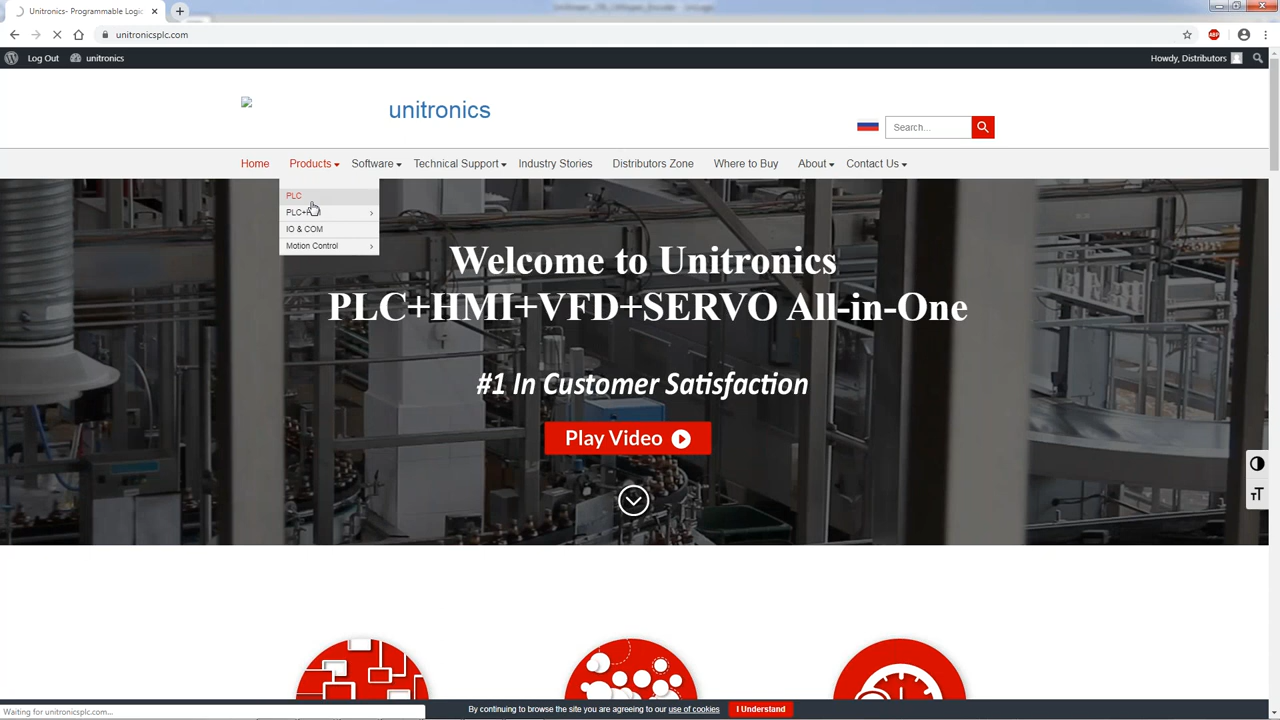 Unitronics- Programmable Logic
unitronicsplc.com
Log Out
unitronics
Howdy, Distributors
unitronics
Search...
Home
Products
Software
Technical Support
Industry Stories
Distributors Zone
Where to Buy
About
Contact Us
PLC
IO & COM
Motion Control
Welcome to Unitronics
PLC+HMI+VFD+SERVO All-in-One
#1 In Customer Satisfaction
Play Video
By continuing to browse the site you are agreeing to our use of cookies
I Understand
Waiting for unitronicsplc.com...